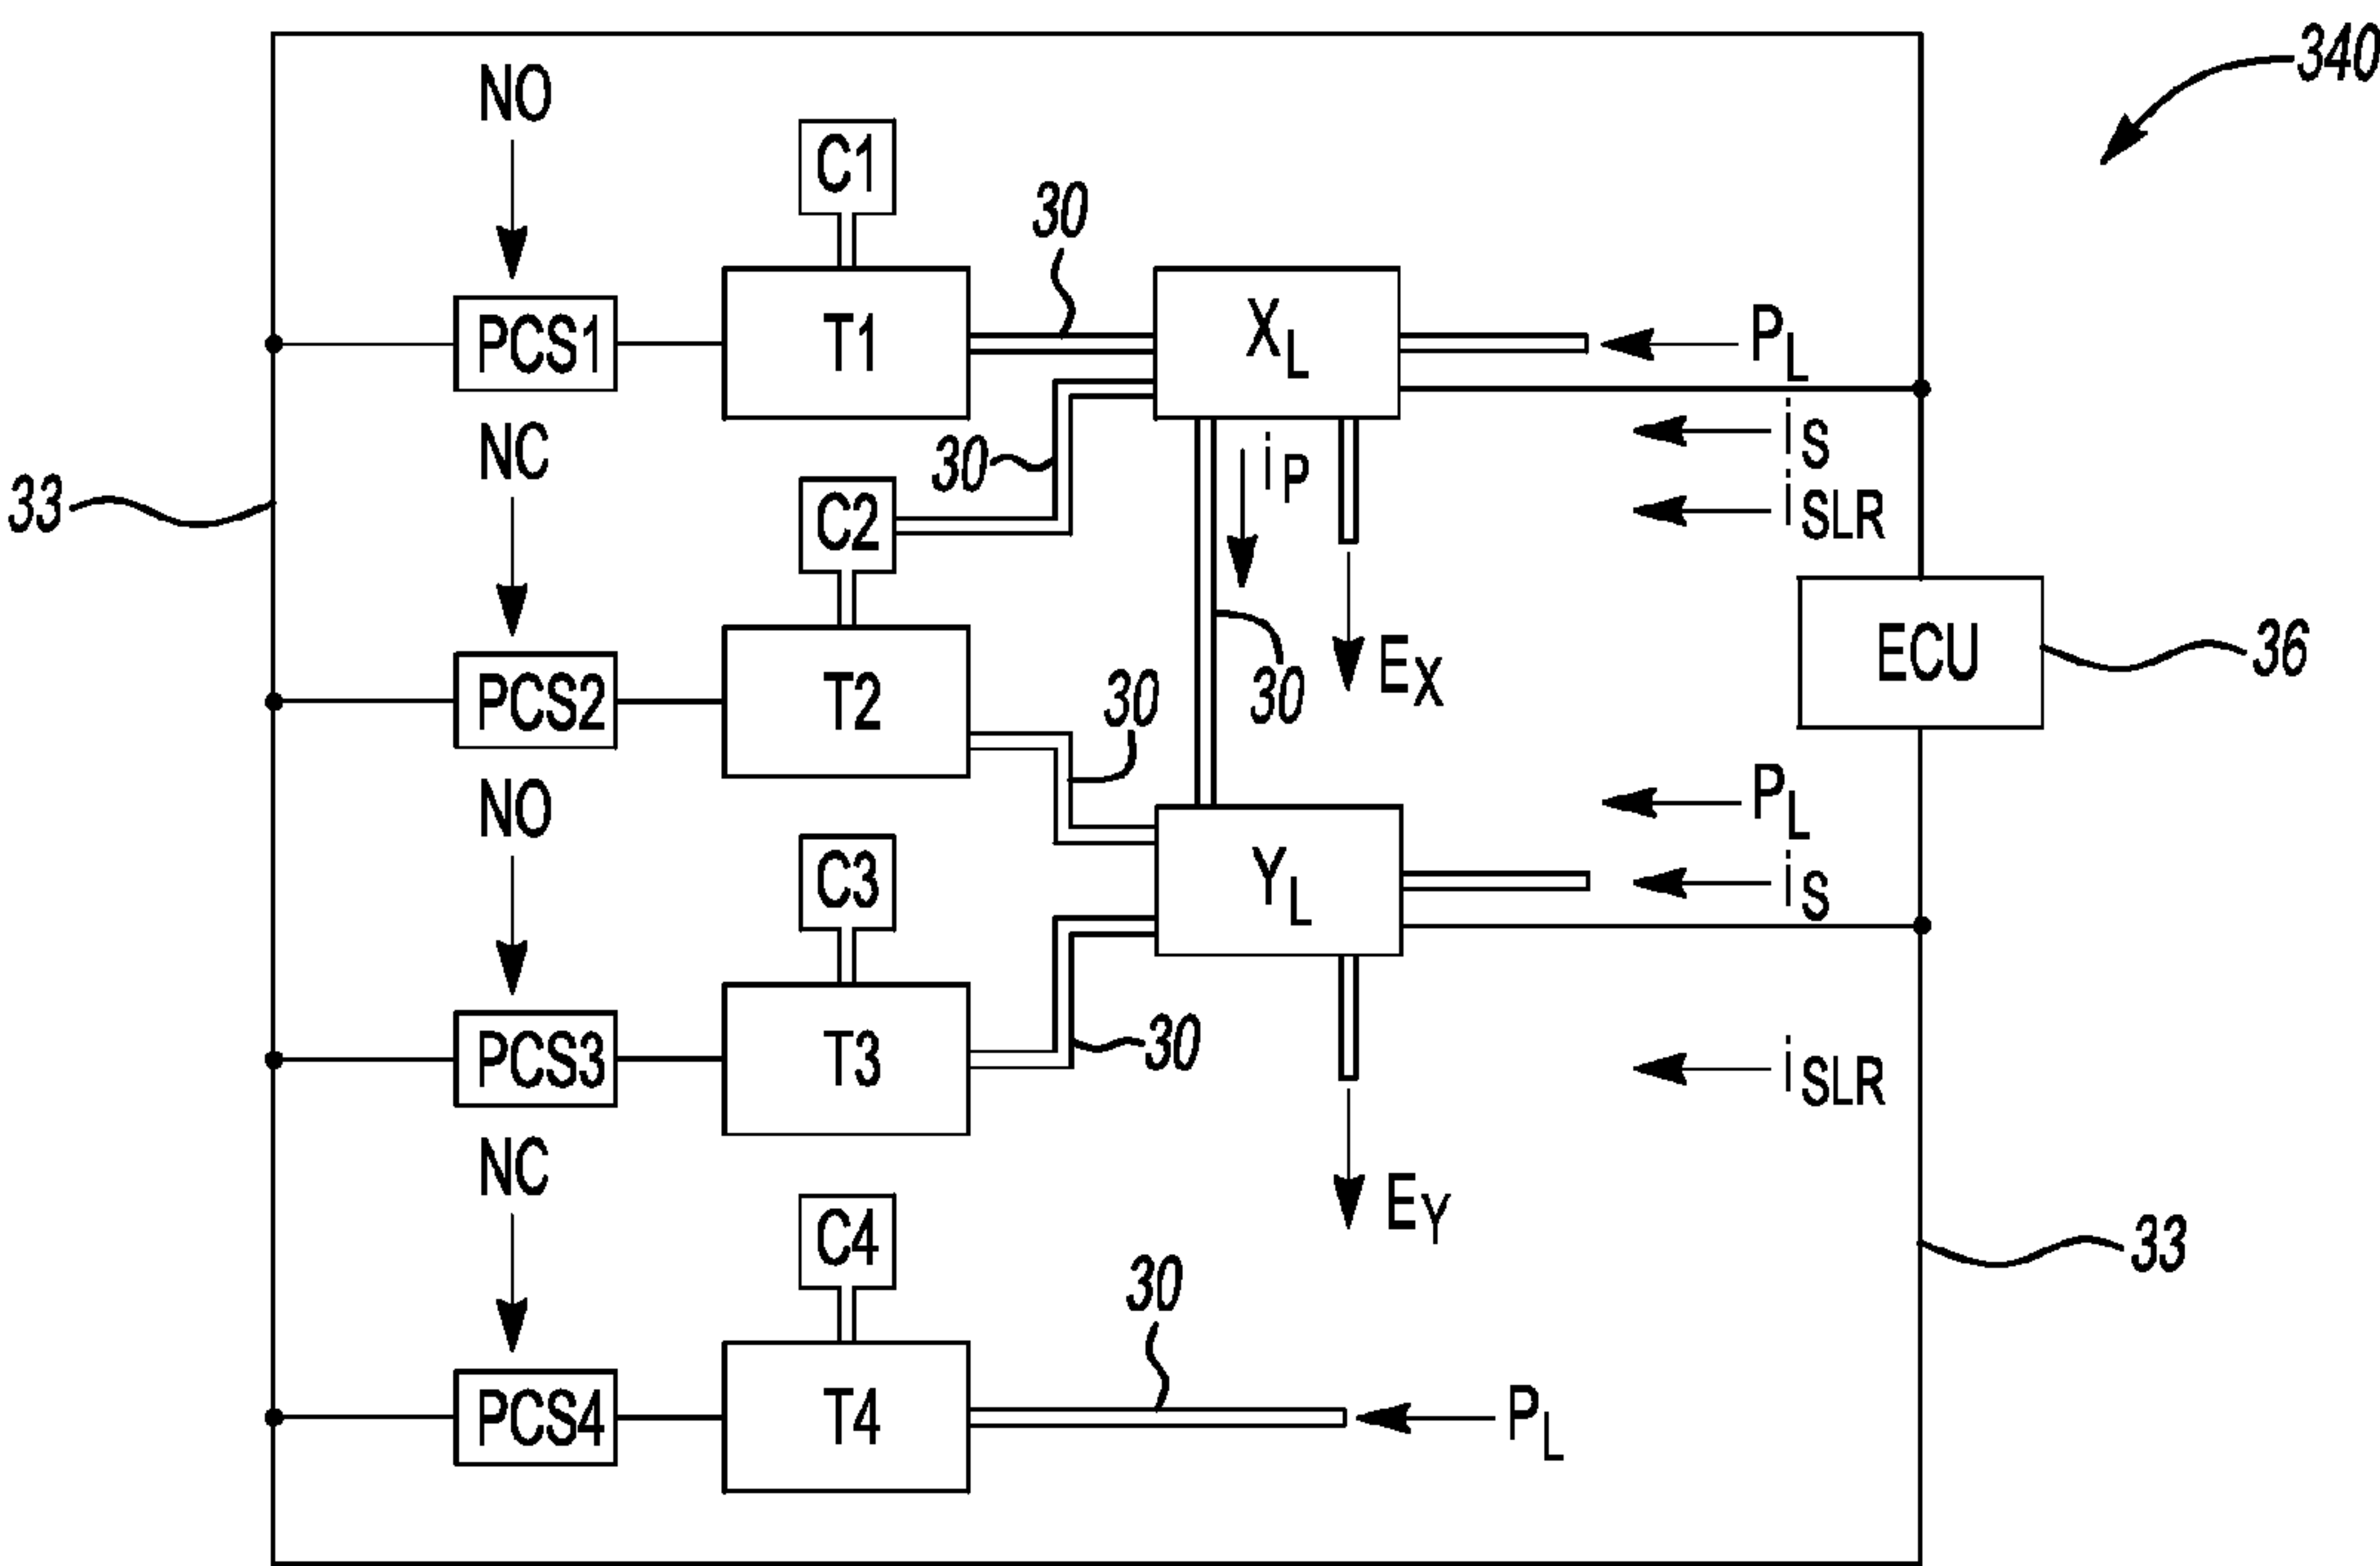 340
NO
C1
30
PCS1
T1
XL
PL
iS
NC
30
iP
iSLR
33
C2
ECU
36
EX
30
PCS2
T2
30
NO
PL
YL
iS
C3
PCS3
T3
30
iSLR
NC
EY
C4
33
30
PCS4
T4
PL